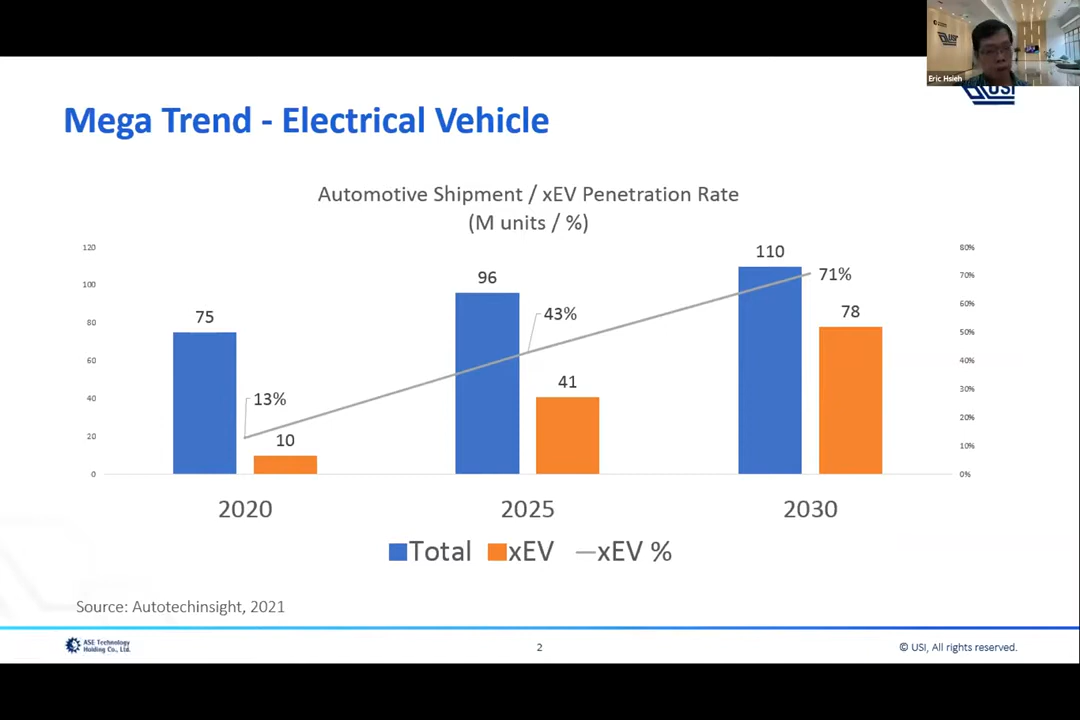 Eric Hsieh
USI
Mega Trend - Electrical Vehicle
Automotive Shipment / xEV Penetration Rate
(M units / %)
120
100
80
60
40
20
0
80%
70%
60%
50%
40%
30%
20%
10%
0%
75
13%
10
96
43%
41
110
71%
78
2020
2025
2030
Total xEV xEV %
Source: Autotechinsight, 2021
ASE Technology
Holding Co., Ltd.
2
© USI, All rights reserved.